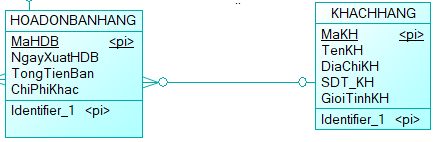 HOADONBANHANG
MaHDB <pi>
NgayXuatHDB
TongTienBan
ChiPhiKhac
Identifier_1 <pi>
KHACHHANG
MaKH <pi>
TenKH
DiaChiKH
SDT_KH
GioiTinhKH
Identifier_1 <pi>